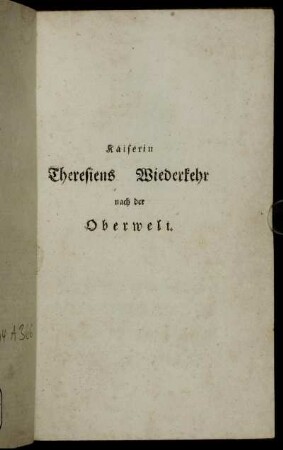 Kaiserin
Theresiens Wiederkehr
nach der
Oberwelt.